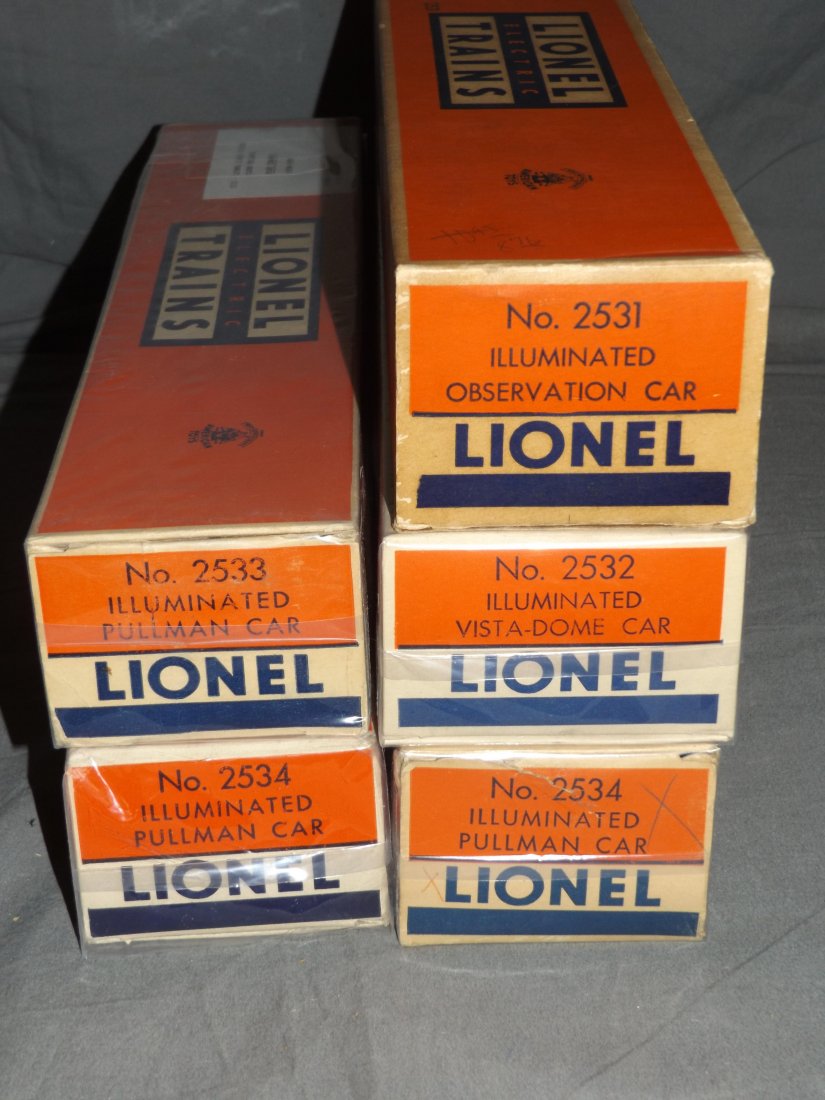 LIONEL
ELECTRIC
TRAINS
No. 2531
ILLUMINATED
OBSERVATION CAR
LIONEL
LIONEL
ELECTRIC
TRAINS
No. 2533
ILLUMINATED
PULLMAN CAR
LIONEL
No. 2532
ILLUMINATED
VISTA-DOME CAR
LIONEL
No. 2534
ILLUMINATED
PULLMAN CAR
LIONEL
No. 2534
ILLUMINATED
PULLMAN CAR
X
X LIONEL